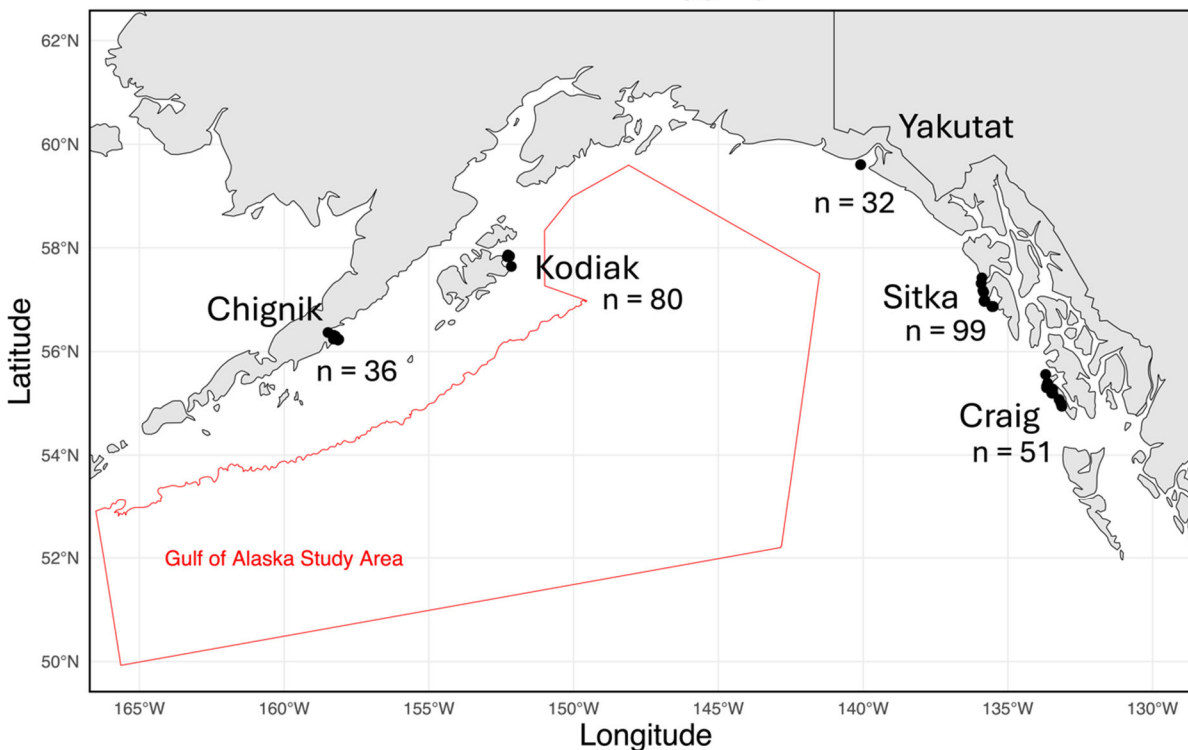 62°N
60°N
58°N
56°N
54°N
52°N
50°N
Latitude
Yakutat
n = 32
Kodiak
n = 80
Chignik
n = 36
Sitka
n = 99
Craig
n = 51
Gulf of Alaska Study Area
165°W 160°W 155°W 150°W 145°W 140°W 135°W 130°W
Longitude